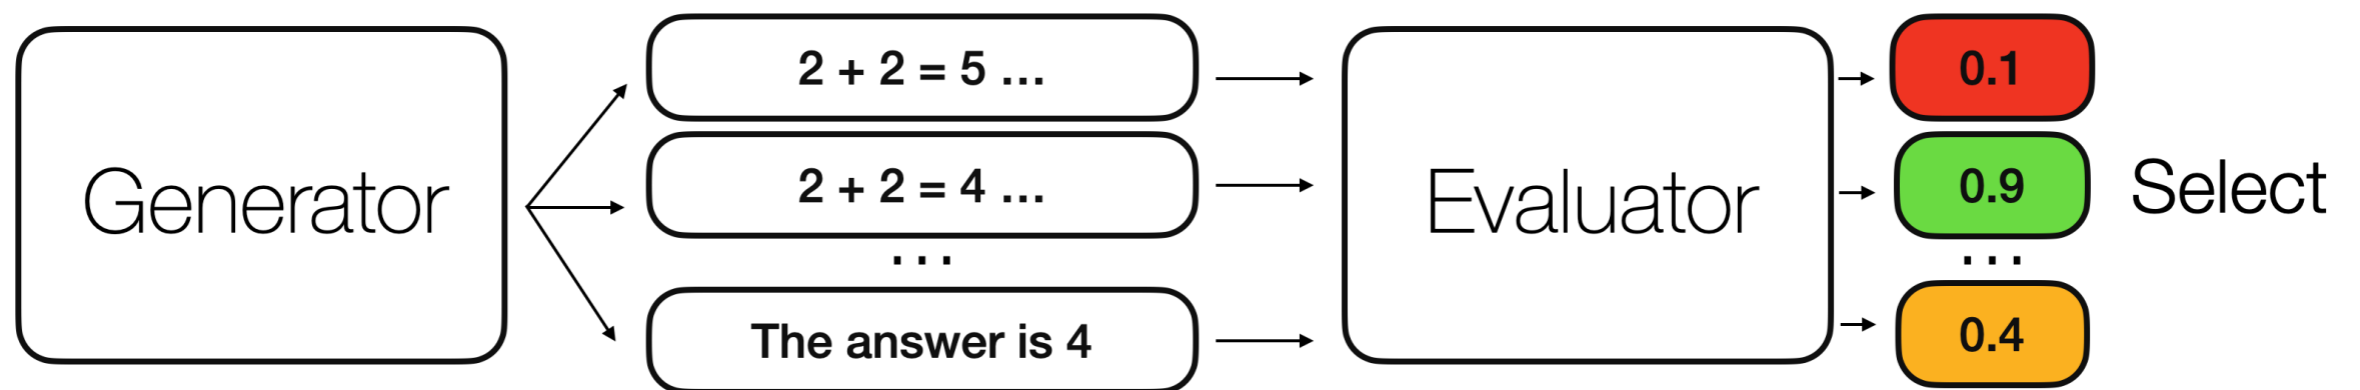 Generator
2 + 2 = 5 ...
2 + 2 = 4 ...
...
The answer is 4
Evaluator
0.1
0.9
...
0.4
Select